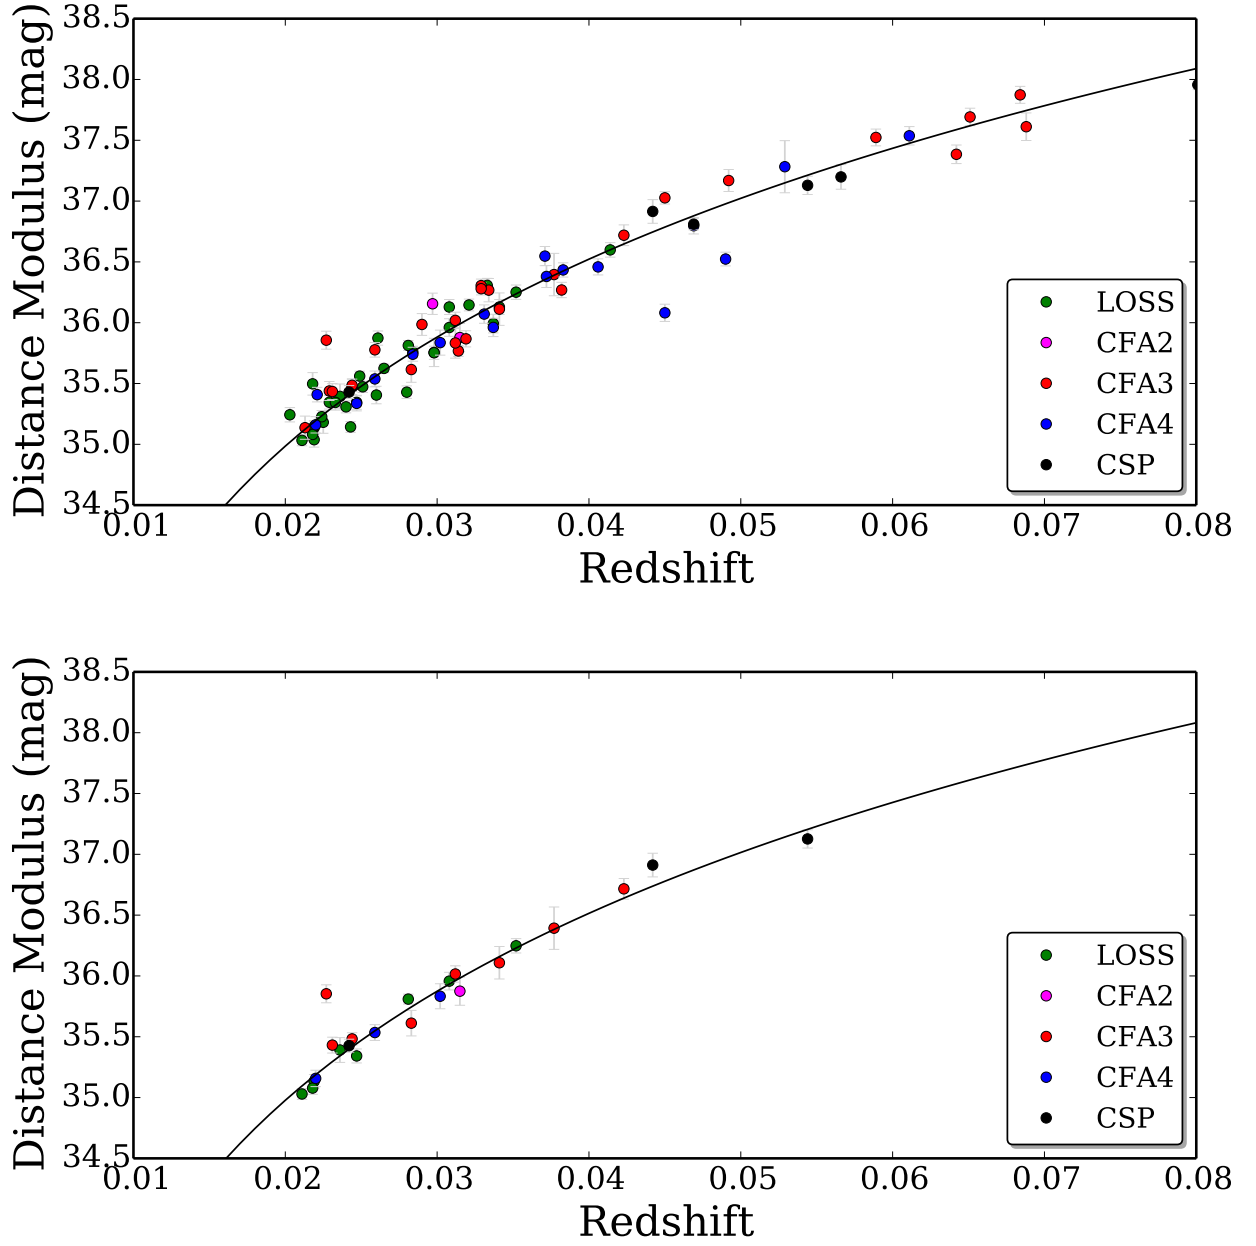 38.5
38.0
37.5
37.0
36.5
36.0
35.5
35.0
34.5
Distance Modulus (mag)
LOSS
CFA2
CFA3
CFA4
CSP
0.01 0.02 0.03 0.04 0.05 0.06 0.07 0.08
Redshift
38.5
38.0
37.5
37.0
36.5
36.0
35.5
35.0
34.5
Distance Modulus (mag)
LOSS
CFA2
CFA3
CFA4
CSP
0.01 0.02 0.03 0.04 0.05 0.06 0.07 0.08
Redshift